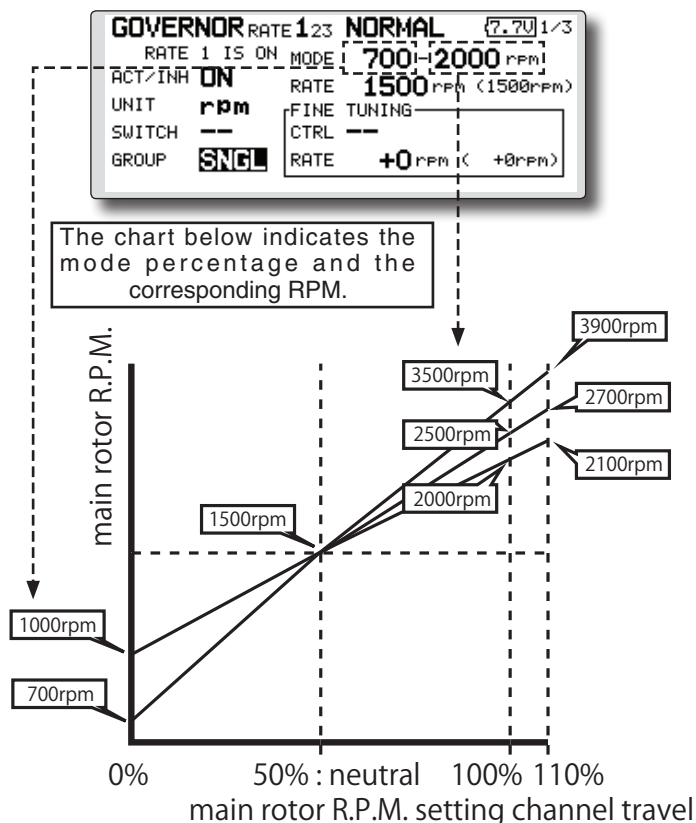 GOVERNOR RATE 123 NORMAL 7.7V 1/3
RATE 1 IS ON MODE 700-2000 rpm
ACT/INH ON RATE 1500 rpm (1500rpm)
UNIT rpm FINE TUNING
SWITCH -- CTRL --
GROUP SNGL RATE +0 rpm ( +0rpm)
The chart below indicates the
mode percentage and the
corresponding RPM.
main rotor R.P.M.
3900rpm
3500rpm
2700rpm
2500rpm
2100rpm
2000rpm
1500rpm
1000rpm
700rpm
0% 50% : neutral 100% 110%
main rotor R.P.M. setting channel travel